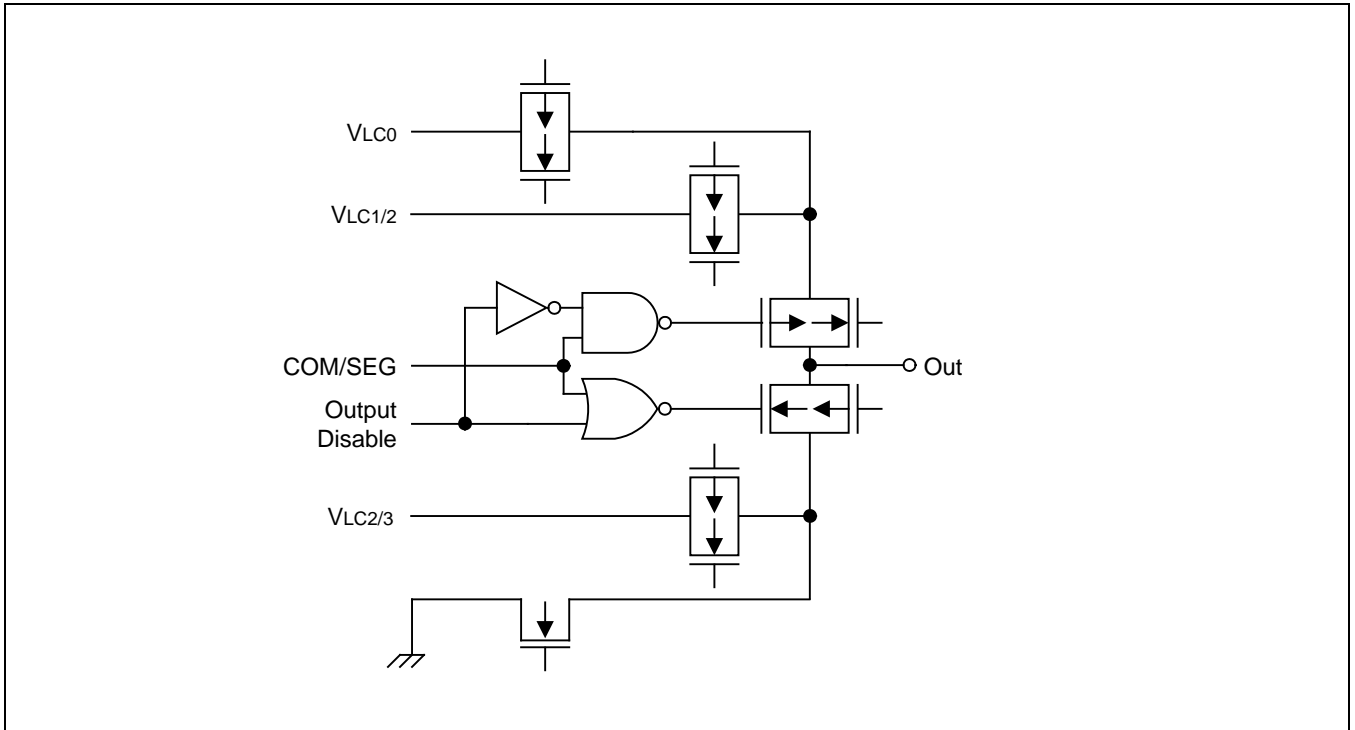 VLC0
VLC1/2
COM/SEG
Out
Output
Disable
VLC2/3